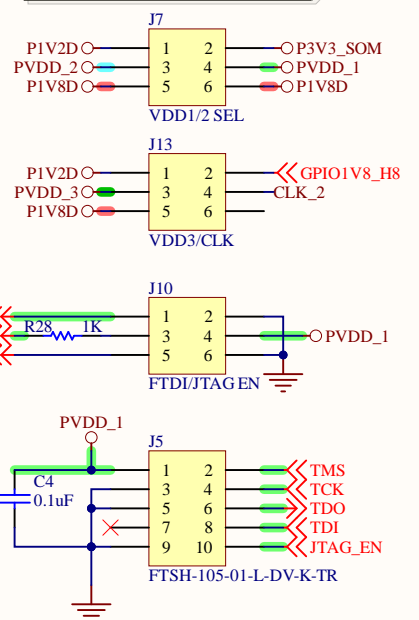 J7
P1V2D 1 2 P3V3_SOM
PVDD_2 3 4 PVDD_1
P1V8D 5 6 P1V8D
VDD1/2 SEL
J13
P1V2D 1 2 GPIO1V8_H8
PVDD_3 3 4 CLK_2
P1V8D 5 6
VDD3/CLK
J10
1 2
R28 1K 3 4 PVDD_1
5 6
FTDI/JTAG EN
PVDD_1
J5
1 2 TMS
C4 3 4 TCK
0.1uF 5 6 TDO
7 8 TDI
9 10 JTAG_EN
FTSH-105-01-L-DV-K-TR